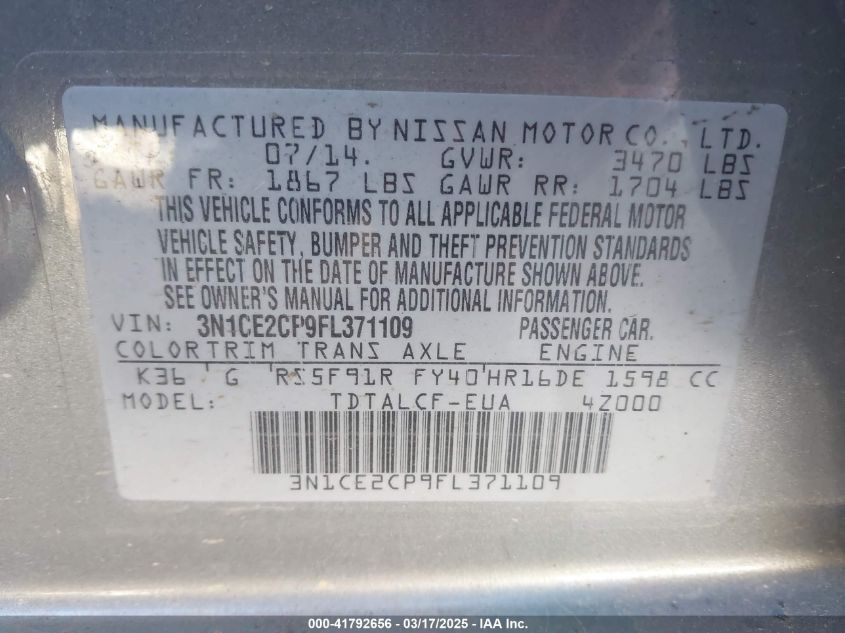 MANUFACTURED BY NISSAN MOTOR CO., LTD.
07/14. GVWR: 3470 LBS
GAWR FR: 1867 LBS GAWR RR: 1704 LBS
THIS VEHICLE CONFORMS TO ALL APPLICABLE FEDERAL MOTOR
VEHICLE SAFETY, BUMPER AND THEFT PREVENTION STANDARDS
IN EFFECT ON THE DATE OF MANUFACTURE SHOWN ABOVE.
SEE OWNER'S MANUAL FOR ADDITIONAL INFORMATION.
VIN: 3N1CE2CP9FL371109 PASSENGER CAR.
COLOR TRIM TRANS AXLE ENGINE
K36 G RS5F91R FY40 HR16DE 1598 CC
MODEL: TDTALCF-EUA 4Z000
3N1CE2CP9FL371109
000-41792656 — 03/17/2025 — IAA Inc.